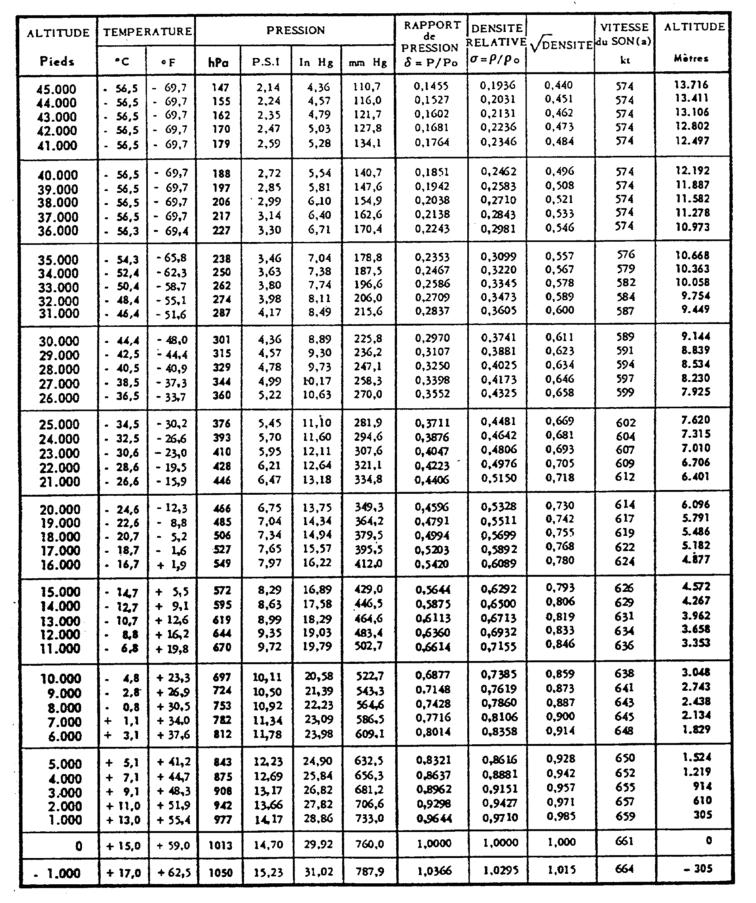 ALTITUDE TEMPERATURE PRESSION RAPPORT de PRESSION DENSITE RELATIVE √DENSITE VITESSE du SON(a) ALTITUDE
Pieds °C °F hPa P.S.I In Hg mm Hg δ = P/Po σ=ρ/ρo kt Mètres
45.000 - 56,5 - 69,7 147 2,14 4,36 110,7 0,1455 0,1936 0,440 574 13.716
44.000 - 56,5 - 69,7 155 2,24 4,57 116,0 0,1527 0,2031 0,451 574 13.411
43.000 - 56,5 - 69,7 162 2,35 4,79 121,7 0,1602 0,2131 0,462 574 13.106
42.000 - 56,5 - 69,7 170 2,47 5,03 127,8 0,1681 0,2236 0,473 574 12.802
41.000 - 56,5 - 69,7 179 2,59 5,28 134,1 0,1764 0,2346 0,484 574 12.497
40.000 - 56,5 - 69,7 188 2,72 5,54 140,7 0,1851 0,2462 0,496 574 12.192
39.000 - 56,5 - 69,7 197 2,85 5,81 147,6 0,1942 0,2583 0,508 574 11.887
38.000 - 56,5 - 69,7 206 2,99 6,10 154,9 0,2038 0,2710 0,521 574 11.582
37.000 - 56,5 - 69,7 217 3,14 6,40 162,6 0,2138 0,2843 0,533 574 11.278
36.000 - 56,3 - 69,4 227 3,30 6,71 170,4 0,2243 0,2981 0,546 574 10.973
35.000 - 54,3 - 65,8 238 3,46 7,04 178,8 0,2353 0,3099 0,557 576 10.668
34.000 - 52,4 - 62,3 250 3,63 7,38 187,5 0,2467 0,3220 0,567 579 10.363
33.000 - 50,4 - 58,7 262 3,80 7,74 196,6 0,2586 0,3345 0,578 582 10.058
32.000 - 48,4 - 55,1 274 3,98 8,11 206,0 0,2709 0,3473 0,589 584 9.754
31.000 - 46,4 - 51,6 287 4,17 8,49 215,6 0,2837 0,3605 0,600 587 9.449
30.000 - 44,4 - 48,0 301 4,36 8,89 225,8 0,2970 0,3741 0,611 589 9.144
29.000 - 42,5 - 44,4 315 4,57 9,30 236,2 0,3107 0,3881 0,623 591 8.839
28.000 - 40,5 - 40,9 329 4,78 9,73 247,1 0,3250 0,4025 0,634 594 8.534
27.000 - 38,5 - 37,3 344 4,99 10,17 258,3 0,3398 0,4173 0,646 597 8.230
26.000 - 36,5 - 33,7 360 5,22 10,63 270,0 0,3552 0,4325 0,658 599 7.925
25.000 - 34,5 - 30,2 376 5,45 11,10 281,9 0,3711 0,4481 0,669 602 7.620
24.000 - 32,5 - 26,6 393 5,70 11,60 294,6 0,3876 0,4642 0,681 604 7.315
23.000 - 30,6 - 23,0 410 5,95 12,11 307,6 0,4047 0,4806 0,693 607 7.010
22.000 - 28,6 - 19,5 428 6,21 12,64 321,1 0,4223 0,4976 0,705 609 6.706
21.000 - 26,6 - 15,9 446 6,47 13,18 334,8 0,4406 0,5150 0,718 612 6.401
20.000 - 24,6 - 12,3 466 6,75 13,75 349,3 0,4596 0,5328 0,730 614 6.096
19.000 - 22,6 - 8,8 485 7,04 14,34 364,2 0,4791 0,5511 0,742 617 5.791
18.000 - 20,7 - 5,2 506 7,34 14,94 379,5 0,4994 0,5699 0,755 619 5.486
17.000 - 18,7 - 1,6 527 7,65 15,57 395,5 0,5203 0,5892 0,768 622 5.182
16.000 - 16,7 + 1,9 549 7,97 16,22 412,0 0,5420 0,6089 0,780 624 4.877
15.000 - 14,7 + 5,5 572 8,29 16,89 429,0 0,5644 0,6292 0,793 626 4.572
14.000 - 12,7 + 9,1 595 8,63 17,58 446,5 0,5875 0,6500 0,806 629 4.267
13.000 - 10,7 + 12,6 619 8,99 18,29 464,6 0,6113 0,6713 0,819 631 3.962
12.000 - 8,8 + 16,2 644 9,35 19,03 483,4 0,6360 0,6932 0,833 634 3.658
11.000 - 6,8 + 19,8 670 9,72 19,79 502,7 0,6614 0,7155 0,846 636 3.353
10.000 - 4,8 + 23,3 697 10,11 20,58 522,7 0,6877 0,7385 0,859 638 3.048
9.000 - 2,8 + 26,9 724 10,50 21,39 543,3 0,7148 0,7619 0,873 641 2.743
8.000 - 0,8 + 30,5 753 10,92 22,23 564,6 0,7428 0,7860 0,887 643 2.438
7.000 + 1,1 + 34,0 782 11,34 23,09 586,5 0,7716 0,8106 0,900 645 2.134
6.000 + 3,1 + 37,6 812 11,78 23,98 609,1 0,8014 0,8358 0,914 648 1.829
5.000 + 5,1 + 41,2 843 12,23 24,90 632,5 0,8321 0,8616 0,928 650 1.524
4.000 + 7,1 + 44,7 875 12,69 25,84 656,3 0,8637 0,8881 0,942 652 1.219
3.000 + 9,1 + 48,3 908 13,17 26,82 681,2 0,8962 0,9151 0,957 655 914
2.000 + 11,0 + 51,9 942 13,66 27,82 706,6 0,9298 0,9427 0,971 657 610
1.000 + 13,0 + 55,4 977 14,17 28,86 733,0 0,9644 0,9710 0,985 659 305
0 + 15,0 + 59,0 1013 14,70 29,92 760,0 1,0000 1,0000 1,000 661 0
- 1.000 + 17,0 + 62,5 1050 15,23 31,02 787,9 1,0366 1,0295 1,015 664 - 305